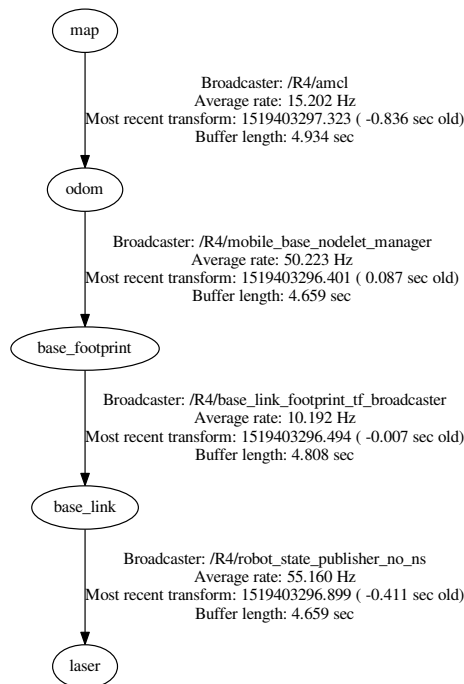 map
Broadcaster: /R4/amcl
Average rate: 15.202 Hz
Most recent transform: 1519403297.323 ( -0.836 sec old)
Buffer length: 4.934 sec
odom
Broadcaster: /R4/mobile_base_nodelet_manager
Average rate: 50.223 Hz
Most recent transform: 1519403296.401 ( 0.087 sec old)
Buffer length: 4.659 sec
base_footprint
Broadcaster: /R4/base_link_footprint_tf_broadcaster
Average rate: 10.192 Hz
Most recent transform: 1519403296.494 ( -0.007 sec old)
Buffer length: 4.808 sec
base_link
Broadcaster: /R4/robot_state_publisher_no_ns
Average rate: 55.160 Hz
Most recent transform: 1519403296.899 ( -0.411 sec old)
Buffer length: 4.659 sec
laser